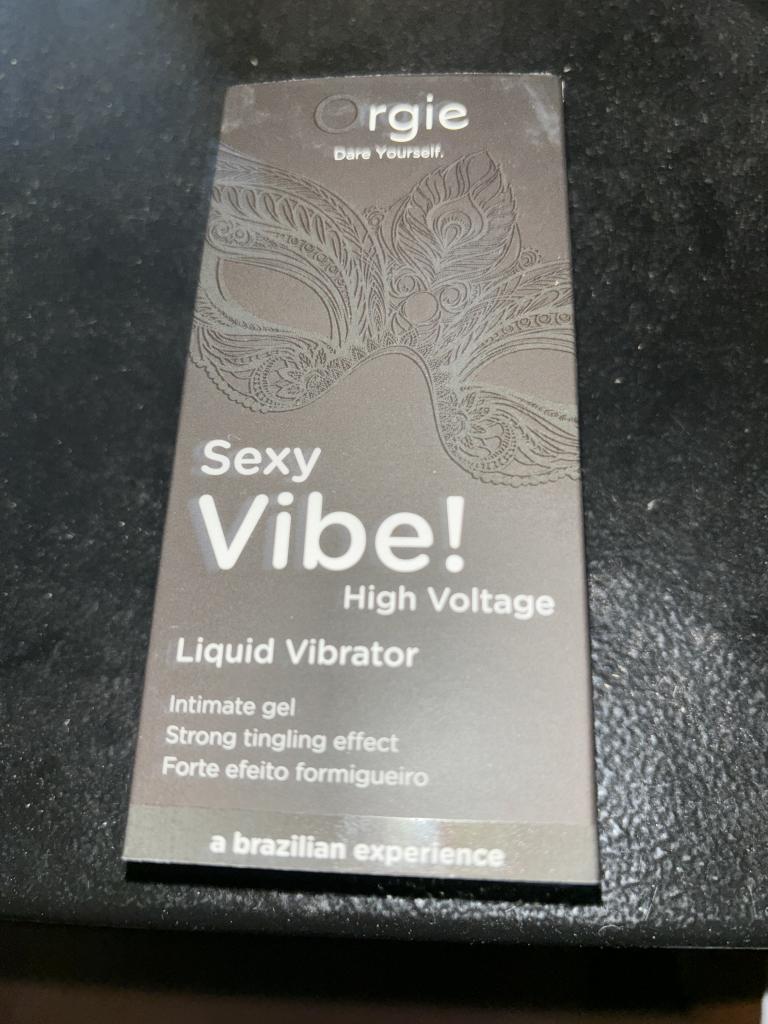 Orgie
Dare Yourself.
Sexy
Vibe!
High Voltage
Liquid Vibrator
Intimate gel
Strong tingling effect
Forte efeito formigueiro
a brazilian experience